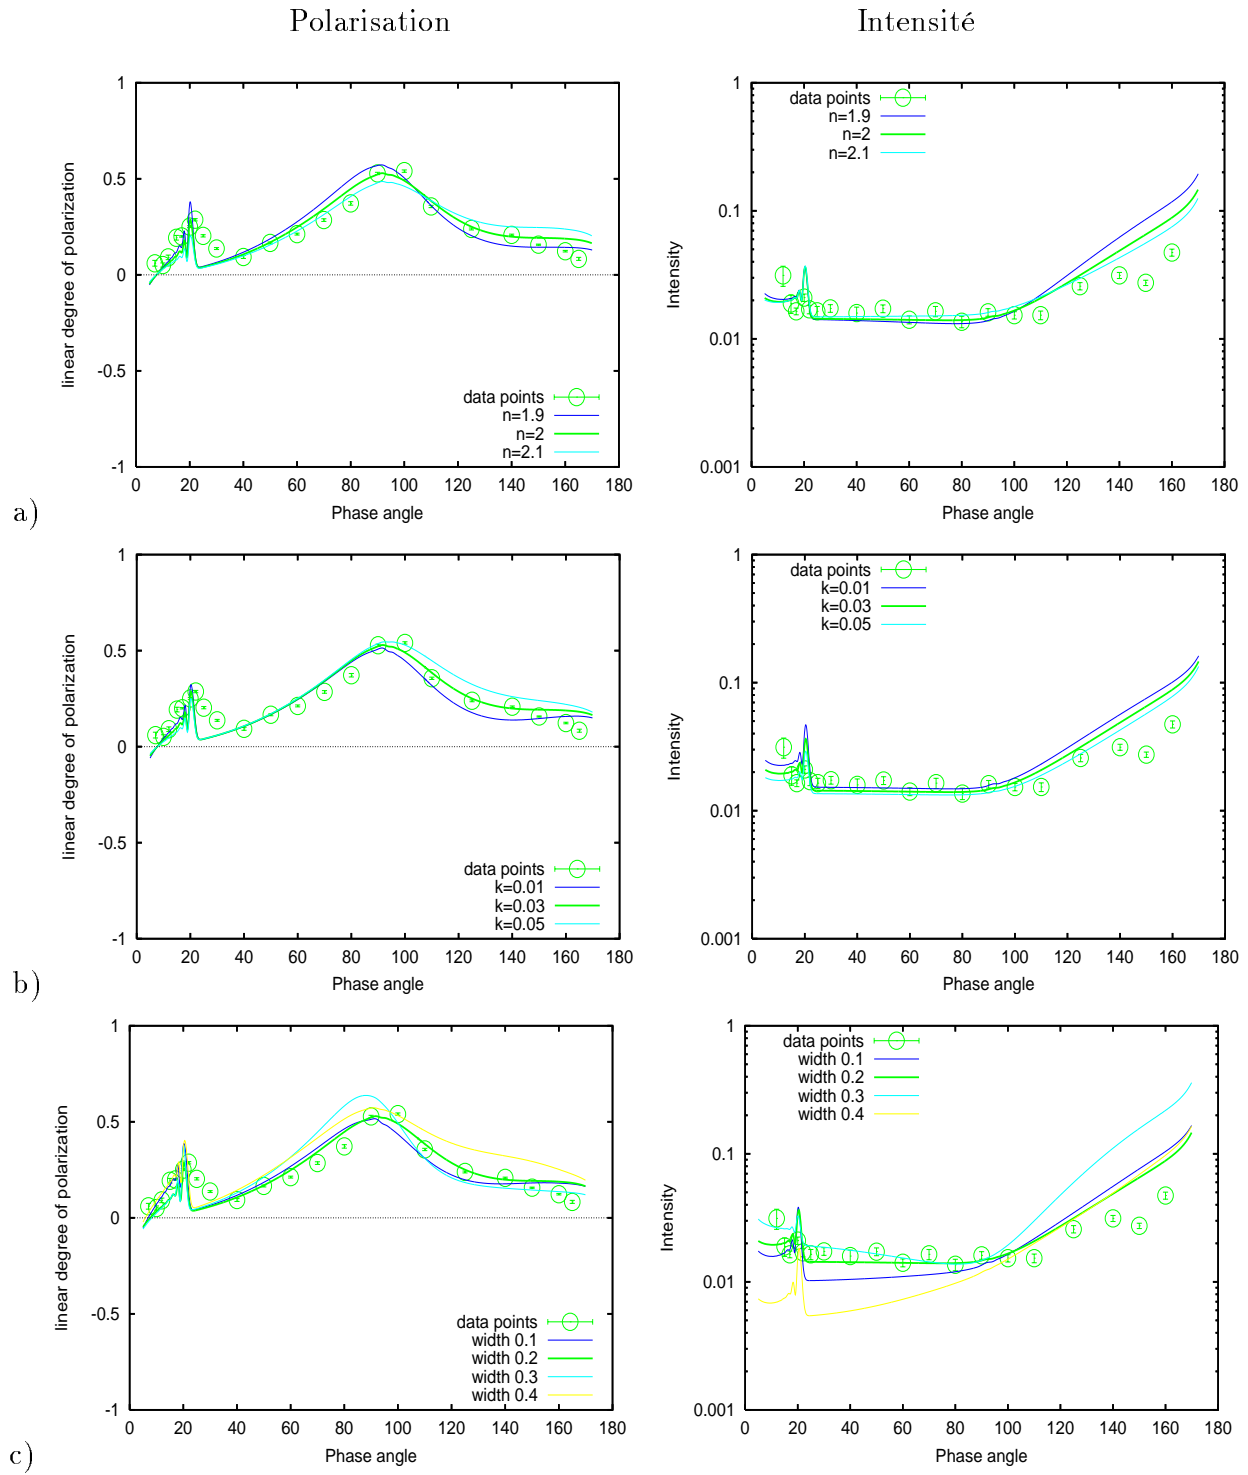 Polarisation Intensité
1
0.5
0
-0.5
-1
linear degree of polarization
data points
n=1.9
n=2
n=2.1
0 20 40 60 80 100 120 140 160 180
Phase angle
1
0.1
0.01
0.001
Intensity
data points
n=1.9
n=2
n=2.1
0 20 40 60 80 100 120 140 160 180
Phase angle
a)
1
0.5
0
-0.5
-1
linear degree of polarization
data points
k=0.01
k=0.03
k=0.05
0 20 40 60 80 100 120 140 160 180
Phase angle
1
0.1
0.01
0.001
Intensity
data points
k=0.01
k=0.03
k=0.05
0 20 40 60 80 100 120 140 160 180
Phase angle
b)
1
0.5
0
-0.5
-1
linear degree of polarization
data points
width 0.1
width 0.2
width 0.3
width 0.4
0 20 40 60 80 100 120 140 160 180
Phase angle
1
0.1
0.01
0.001
Intensity
data points
width 0.1
width 0.2
width 0.3
width 0.4
0 20 40 60 80 100 120 140 160 180
Phase angle
c)